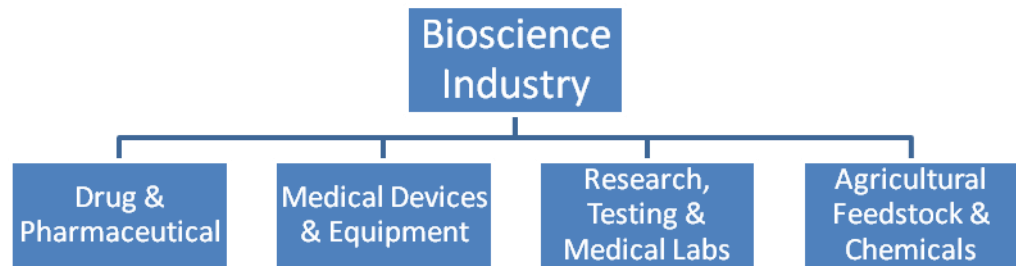 Bioscience
Industry
Drug &
Pharmaceutical
Medical Devices
& Equipment
Research,
Testing &
Medical Labs
Agricultural
Feedstock &
Chemicals